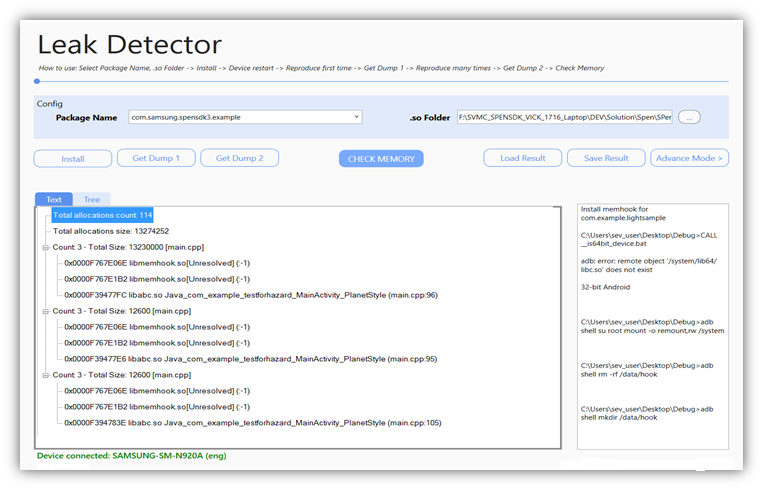 Leak Detector
How to use: Select Package Name, .so Folder -> Install -> Device restart -> Reproduce first time -> Get Dump 1 -> Reproduce many times -> Get Dump 2 -> Check Memory
Config
Package Name com.samsung.spensdk3.example .so Folder F:\SVMC_SPENSDK_VICK_1716_Laptop\DEV\Solution\Spen\SPer ...
Install Get Dump 1 Get Dump 2 CHECK MEMORY Load Result Save Result Advance Mode >
Text Tree
Total allocations count: 114
Total allocations size: 13274252
Count: 3 - Total Size: 13230000 [main.cpp]
0x0000F767E06E libmemhook.so[Unresolved] (:-1)
0x0000F767E1B2 libmemhook.so[Unresolved] (:-1)
0x0000F39477FC libabc.so Java_com_example_testforhazard_MainActivity_PlanetStyle (main.cpp:96)
Count: 3 - Total Size: 12600 [main.cpp]
0x0000F767E06E libmemhook.so[Unresolved] (:-1)
0x0000F767E1B2 libmemhook.so[Unresolved] (:-1)
0x0000F39477E6 libabc.so Java_com_example_testforhazard_MainActivity_PlanetStyle (main.cpp:95)
Count: 3 - Total Size: 12600 [main.cpp]
0x0000F767E06E libmemhook.so[Unresolved] (:-1)
0x0000F767E1B2 libmemhook.so[Unresolved] (:-1)
0x0000F394783E libabc.so Java_com_example_testforhazard_MainActivity_PlanetStyle (main.cpp:105)
Install memhook for
com.example.lightsample
C:\Users\sev_user\Desktop\Debug>CALL
__is64bit_device.bat
adb: error: remote object '/system/lib64/
libc.so' does not exist
32-bit Android
C:\Users\sev_user\Desktop\Debug>adb
shell su root mount -o remount,rw /system
C:\Users\sev_user\Desktop\Debug>adb
shell rm -rf /data/hook
C:\Users\sev_user\Desktop\Debug>adb
shell mkdir /data/hook
Device connected: SAMSUNG-SM-N920A (eng)